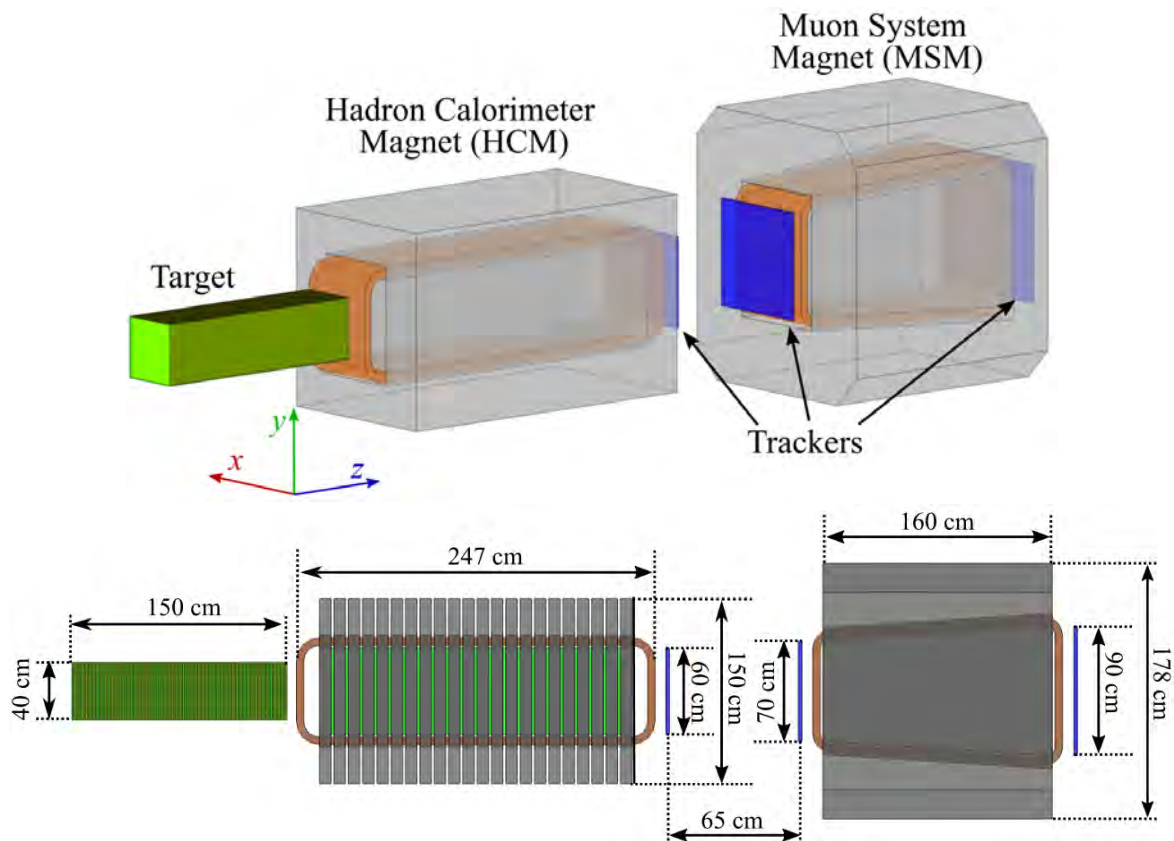 Muon System
Magnet (MSM)
Hadron Calorimeter
Magnet (HCM)
Target
Trackers
y
x
z
160 cm
247 cm
150 cm
40 cm
60 cm
150 cm
70 cm
90 cm
178 cm
65 cm